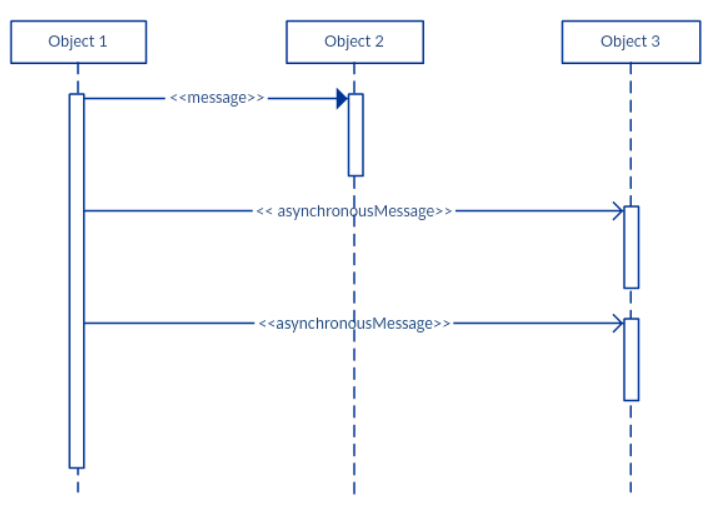 Object 1
Object 2
Object 3
<<message>>
<< asynchronousMessage>>
<<asynchronousMessage>>